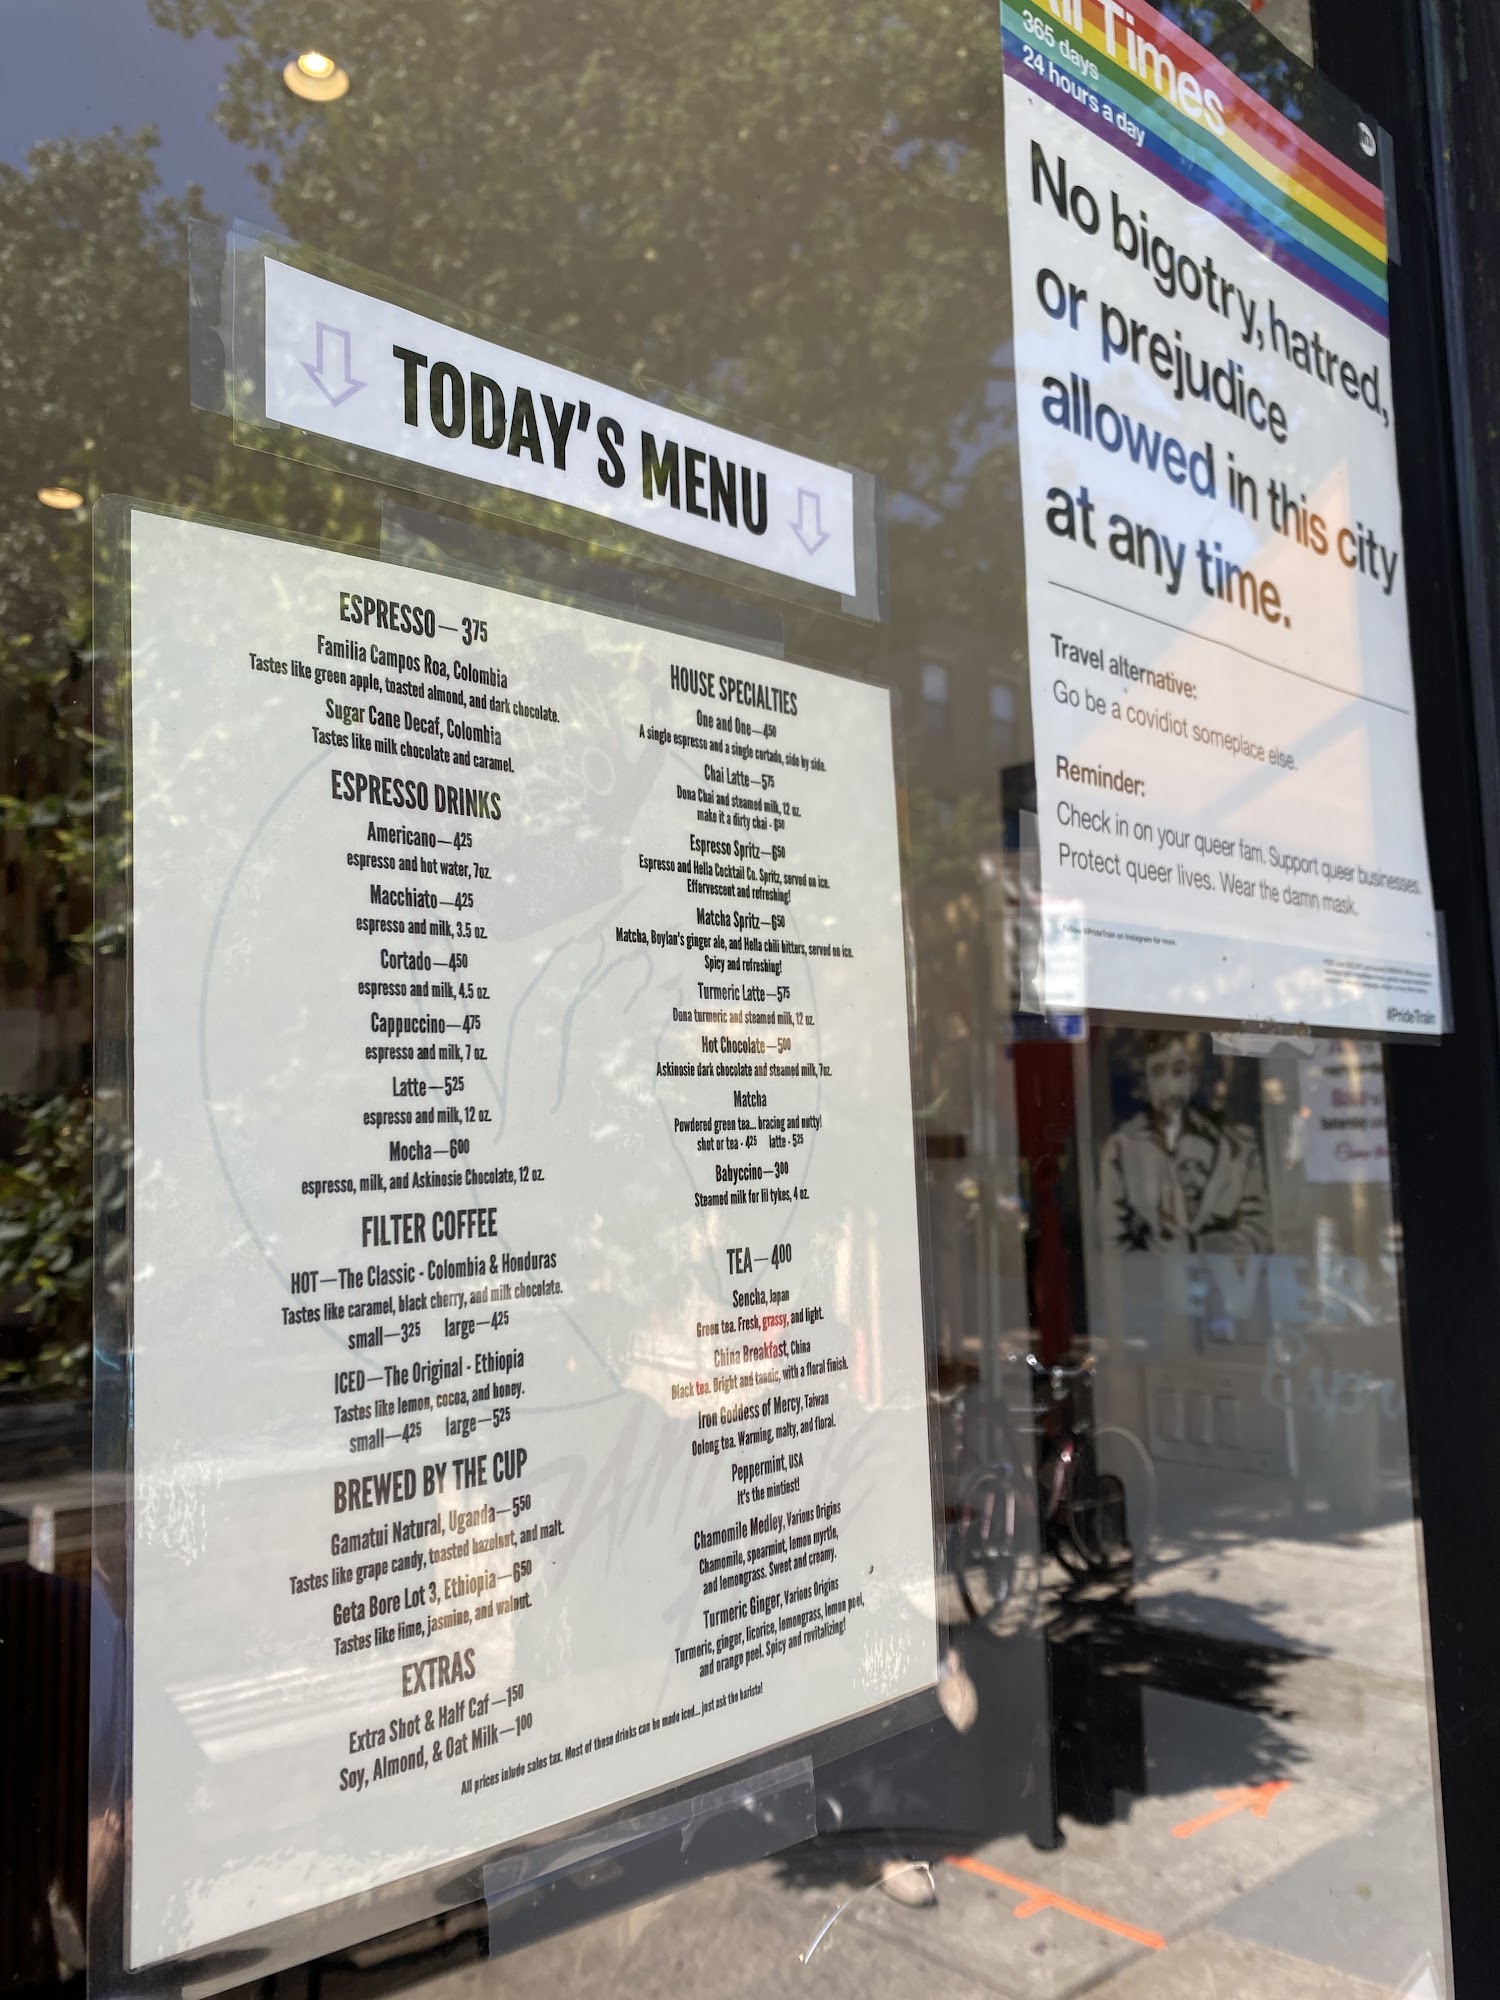 TODAY'S MENU
ESPRESSO—375
Familia Campos Roa, Colombia
Tastes like green apple, toasted almond, and dark chocolate.
Sugar Cane Decaf, Colombia
Tastes like milk chocolate and caramel.
ESPRESSO DRINKS
Americano—425
espresso and hot water, 7oz.
Macchiato—425
espresso and milk, 3.5 oz.
Cortado—450
espresso and milk, 4.5 oz.
Cappuccino—475
espresso and milk, 7 oz.
Latte—525
espresso and milk, 12 oz.
Mocha—600
espresso, milk, and Askinosie Chocolate, 12 oz.
FILTER COFFEE
HOT—The Classic - Colombia & Honduras
Tastes like caramel, black cherry, and milk chocolate.
small—325 large—425
ICED—The Original - Ethiopia
Tastes like lemon, cocoa, and honey.
small—425 large—525
BREWED BY THE CUP
Gamatui Natural, Uganda—550
Tastes like grape candy, toasted hazelnut, and malt.
Geta Bore Lot 3, Ethiopia—650
Tastes like lime, jasmine, and walnut.
EXTRAS
Extra Shot & Half Caf—150
Soy, Almond, & Oat Milk—100
HOUSE SPECIALTIES
One and One—450
A single espresso and a single cortado, side by side.
Chai Latte—575
Dona Chai and steamed milk, 12 oz.
make it a dirty chai - 650
Espresso Spritz—650
Espresso and Hella Cocktail Co. Spritz, served on ice.
Effervescent and refreshing!
Matcha Spritz—650
Matcha, Boylan's ginger ale, and Hella chili bitters, served on ice.
Spicy and refreshing!
Turmeric Latte—575
Dona turmeric and steamed milk, 12 oz.
Hot Chocolate—500
Askinosie dark chocolate and steamed milk, 7oz.
Matcha
Powdered green tea... bracing and nutty!
shot or tea - 425 latte - 525
Babyccino—300
Steamed milk for lil tykes, 4 oz.
TEA—400
Sencha, Japan
Green tea. Fresh, grassy, and light.
China Breakfast, China
Black tea. Bright and tannic, with a floral finish.
Iron Goddess of Mercy, Taiwan
Oolong tea. Warming, malty, and floral.
Peppermint, USA
It's the mintiest!
Chamomile Medley, Various Origins
Chamomile, spearmint, lemon myrtle,
and lemongrass. Sweet and creamy.
Turmeric Ginger, Various Origins
Turmeric, ginger, licorice, lemongrass, lemon peel,
and orange peel. Spicy and revitalizing!
All prices inlude sales tax. Most of these drinks can be made iced... just ask the barista!
All Times
365 days
24 hours a day
No bigotry, hatred,
or prejudice
allowed in this city
at any time.
Travel alternative:
Go be a covidiot someplace else.
Reminder:
Check in on your queer fam. Support queer businesses.
Protect queer lives. Wear the damn mask.
Follow @PrideTrain on Instagram for more.
#PrideTrain